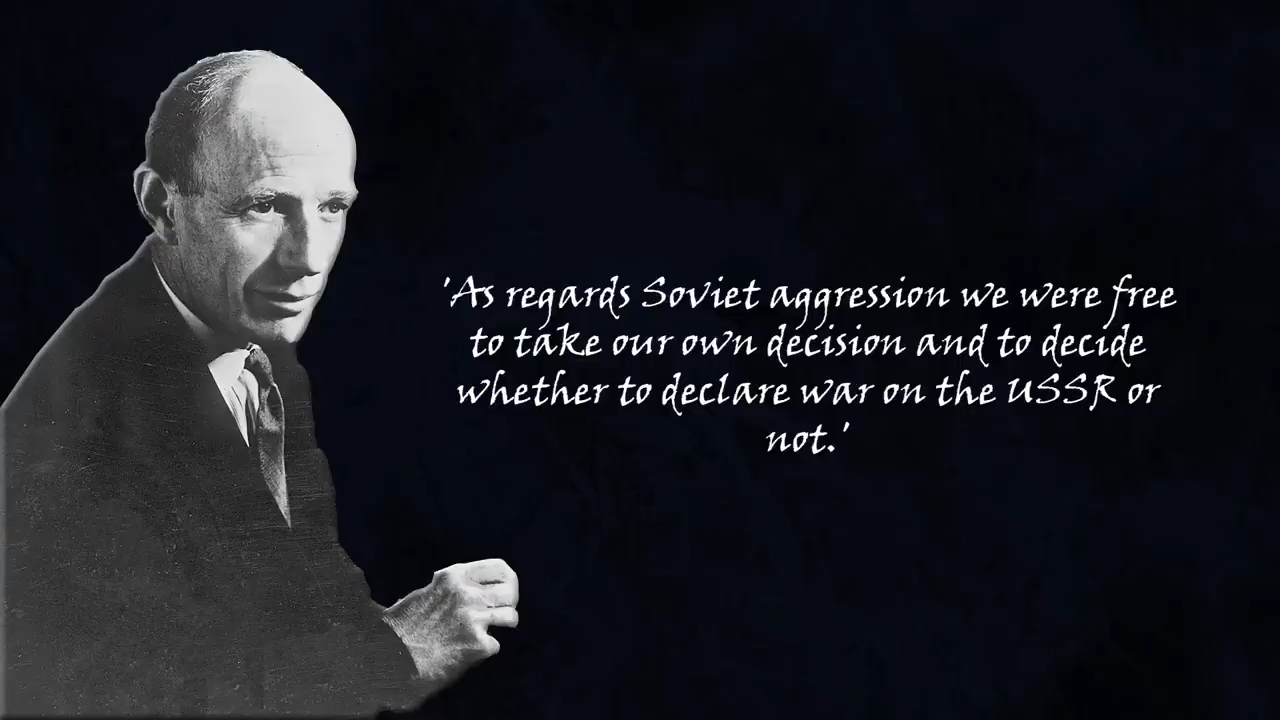 'As regards Soviet aggression we were free
to take our own decision and to decide
whether to declare war on the USSR or
not.'